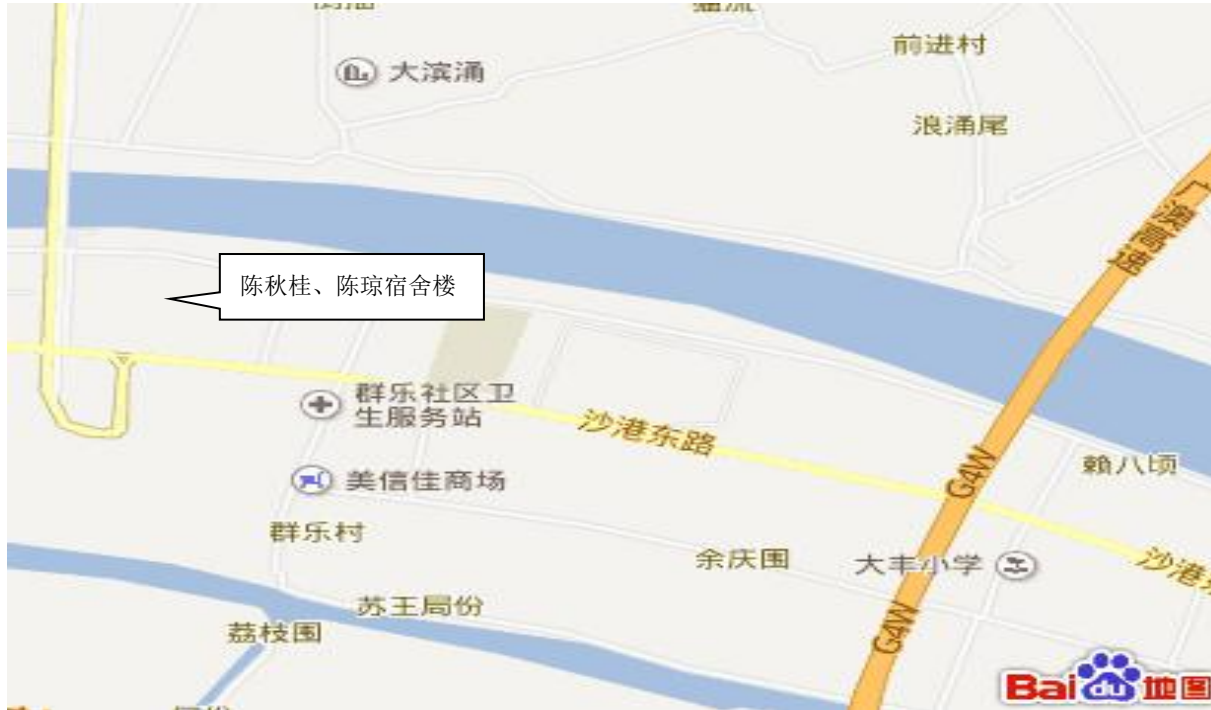 大滨涌
前进村
浪涌尾
广澳高速
陈秋桂、陈琼宿舍楼
群乐社区卫
生服务站
沙港东路
美信佳商场
G4W
赖八顷
群乐村
余庆围
大丰小学
沙港东
苏王局份
荔枝围
G4W
Bai du 地图